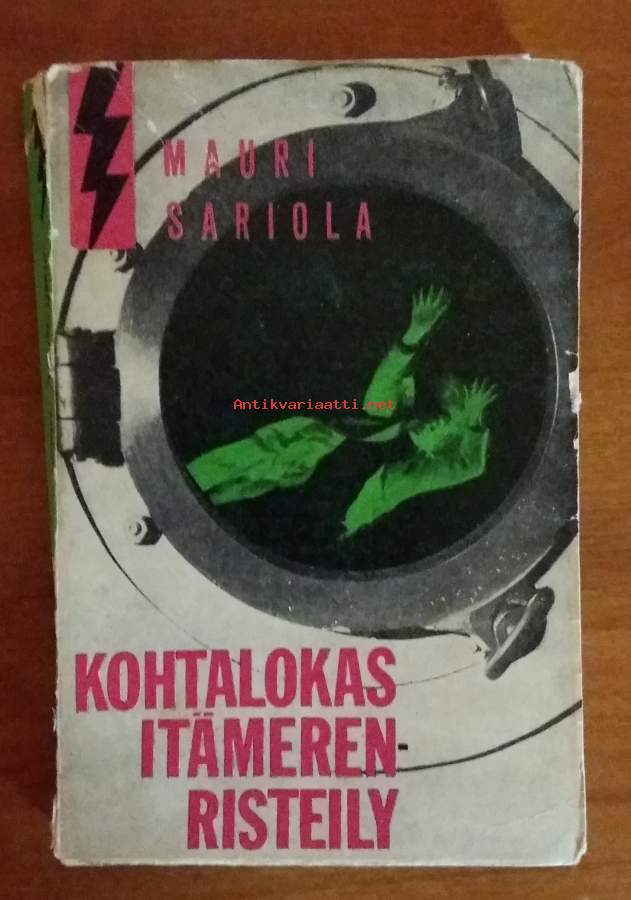 MAURI
SARIOLA
Antikvariaatti.net
KOHTALOKAS
ITÄMEREN-
RISTEILY